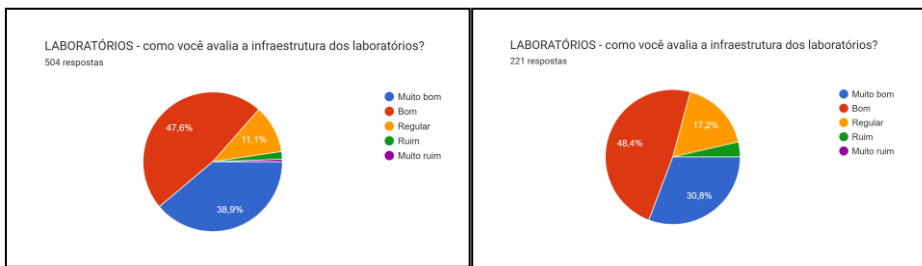 LABORATÓRIOS - como você avalia a infraestrutura dos laboratórios?
504 respostas
Muito bom
Bom
Regular
Ruim
Muito ruim
47,6%
11,1%
38,9%
LABORATÓRIOS - como você avalia a infraestrutura dos laboratórios?
221 respostas
Muito bom
Bom
Regular
Ruim
Muito ruim
17,2%
48,4%
30,8%